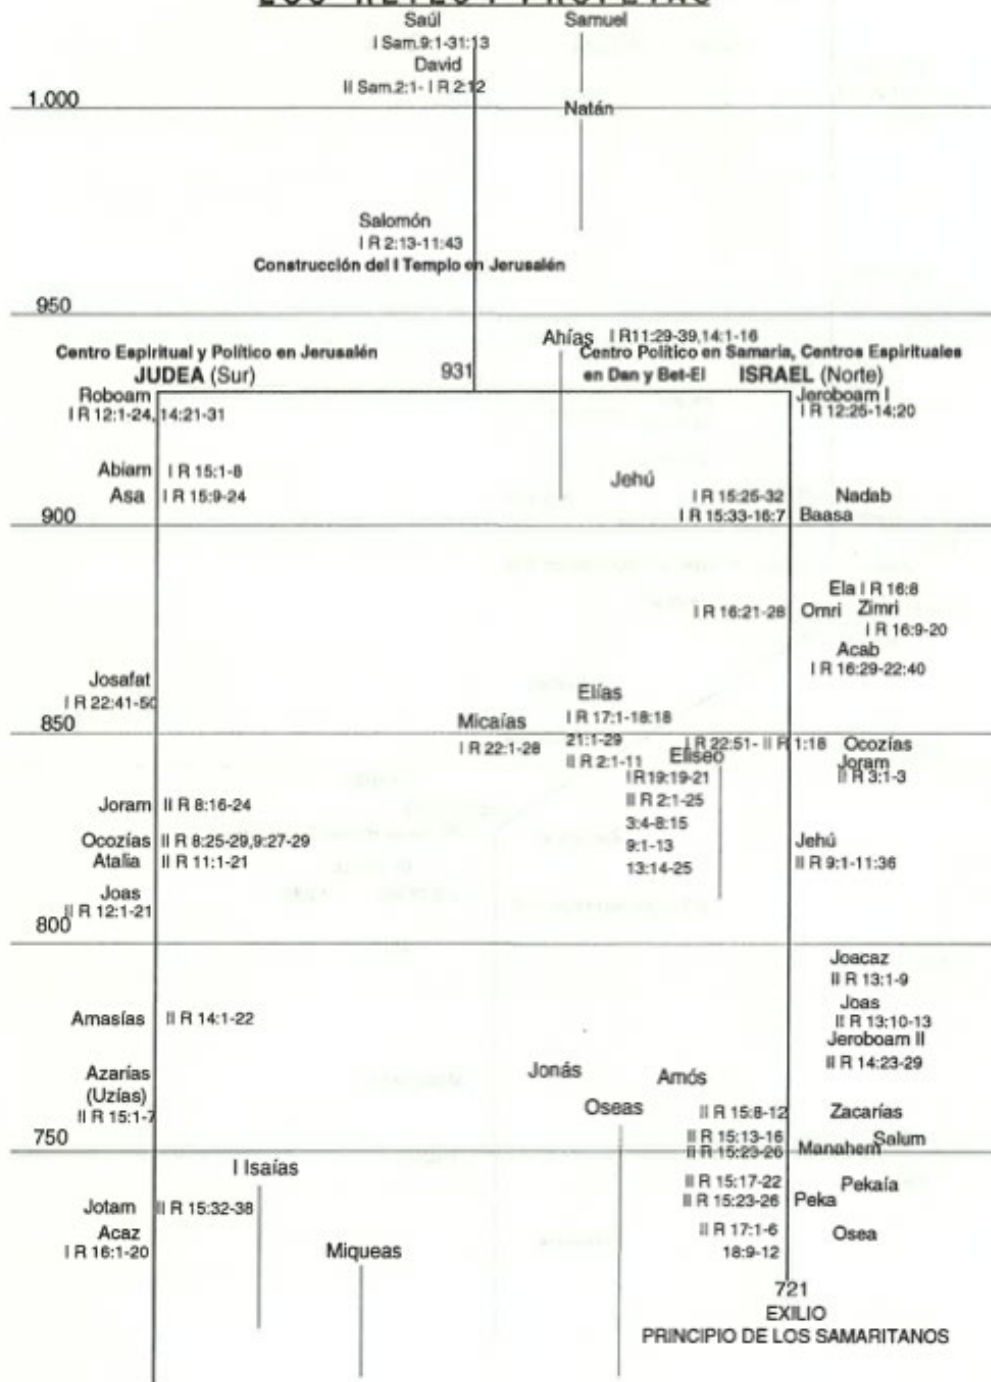 LOS REYES Y PROFETAS
Saúl Samuel
I Sam.9:1-31:13
David
II Sam.2:1- I R 2:12
1.000
Natán
Salomón
I R 2:13-11:43
Construcción del I Templo en Jerusalén
950
Ahías I R11:29-39,14:1-16
Centro Espiritual y Político en Jerusalén
Centro Político en Samaria, Centros Espirituales
JUDEA (Sur) 931 en Dan y Bet-El ISRAEL (Norte)
Roboam Jeroboam I
I R 12:1-24, 14:21-31 I R 12:25-14:20
Abiam I R 15:1-8
Jehú
Asa I R 15:9-24 I R 15:25-32 Nadab
900 I R 15:33-16:7 Baasa
Ela I R 16:8
I R 16:21-28 Omri Zimri
I R 16:9-20
Acab
I R 16:29-22:40
Josafat
I R 22:41-50
Elías
Micaías I R 17:1-18:18
850
I R 22:1-28 21:1-29 I R 22:51- II R 1:18 Ocozías
II R 2:1-11 Eliseo Joram
I R19:19-21 II R 3:1-3
II R 2:1-25
Joram II R 8:16-24 3:4-8:15
Ocozías II R 8:25-29,9:27-29 9:1-13 Jehú
Atalia II R 11:1-21 13:14-25 II R 9:1-11:36
Joas
II R 12:1-21
800
Joacaz
II R 13:1-9
Joas
Amasías II R 14:1-22 II R 13:10-13
Jeroboam II
II R 14:23-29
Azarías Jonás Amós
(Uzías) Oseas
II R 15:1-7 II R 15:8-12 Zacarías
750 II R 15:13-16 Salum
II R 15:23-26 Manahem
I Isaías
II R 15:17-22 Pekaía
Jotam II R 15:32-38 II R 15:23-26 Peka
Acaz II R 17:1-6 Osea
I R 16:1-20 Miqueas 18:9-12
721
EXILIO
PRINCIPIO DE LOS SAMARITANOS